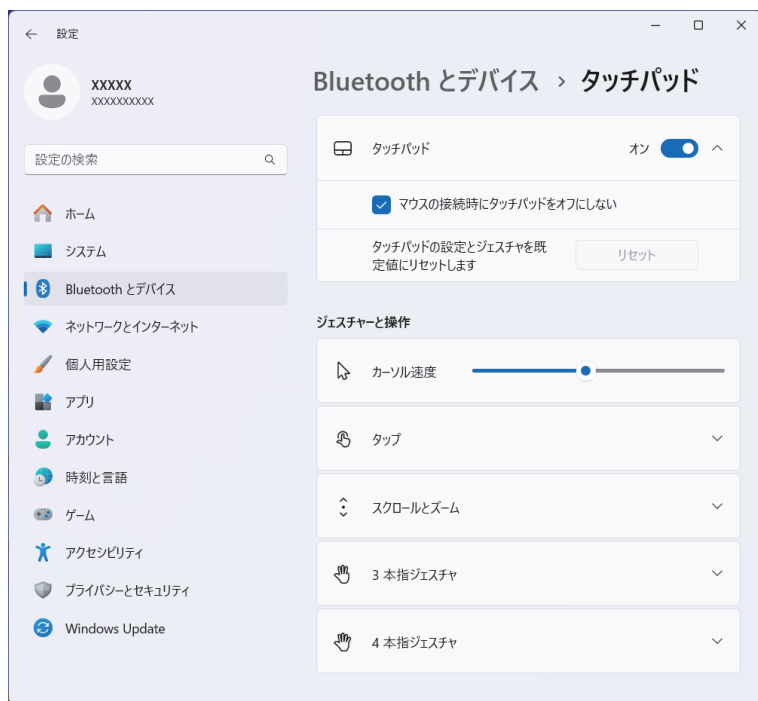 設定
XXXXX
xxxxxxxxxx
設定の検索
ホーム
システム
Bluetooth とデバイス
ネットワークとインターネット
個人用設定
アプリ
アカウント
時刻と言語
ゲーム
アクセシビリティ
プライバシーとセキュリティ
Windows Update
Bluetooth とデバイス › タッチパッド
タッチパッド オン
マウスの接続時にタッチパッドをオフにしない
タッチパッドの設定とジェスチャを既
定値にリセットします
リセット
ジェスチャーと操作
カーソル速度
タップ
スクロールとズーム
3 本指ジェスチャ
4 本指ジェスチャ